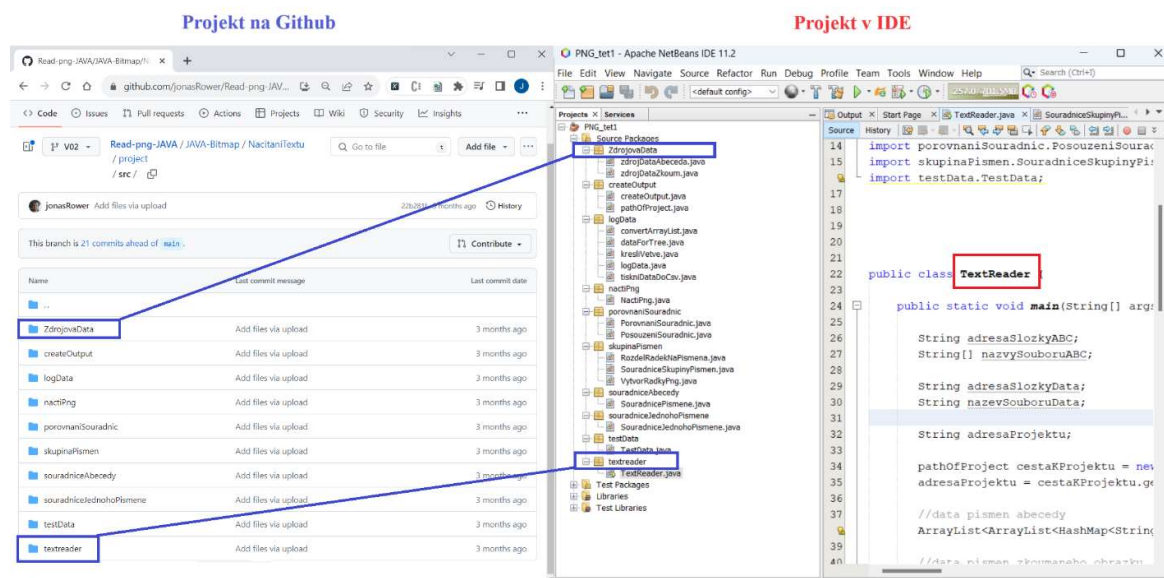 Projekt na Github
Projekt v IDE
Read-png-JAVA/JAVA-Bitmap/N
github.com/jonasRower/Read-png-JAV...
Code Issues Pull requests Actions Projects Wiki Security Insights
V02
Read-png-JAVA / JAVA-Bitmap / NacitaniTextu
/ project
/ src /
Go to file
t
Add file
jonasRower Add files via upload
months ago History
This branch is 21 commits ahead of main .
Contribute
Name Last commit message Last commit date
..
ZdrojovaData Add files via upload 3 months ago
createOutput Add files via upload 3 months ago
logData Add files via upload 3 months ago
nactiPng Add files via upload 3 months ago
porovnaniSouradnic Add files via upload 3 months ago
skupinaPismen Add files via upload 3 months ago
souradniceAbecedy Add files via upload 3 months ago
souradniceJednohoPismene Add files via upload 3 months ago
testData Add files via upload 3 months ago
textreader Add files via upload 3 months ago
PNG_tet1 - Apache NetBeans IDE 11.2
File Edit View Navigate Source Refactor Run Debug Profile Team Tools Window Help
Search (Ctrl+I)
<default config>
Projects Services
PNG_tet1
Source Packages
ZdrojovaData
zdrojDataAbeceda.java
zdrojDataZkoum.java
createOutput
createOutput.java
pathOfProject.java
logData
convertArrayList.java
dataForTree.java
kresliVetve.java
logData.java
tiskniDataDoCsv.java
nactiPng
NactiPng.java
porovnaniSouradnic
PorovnaniSouradnic.java
PosouzeniSouradnic.java
skupinaPismen
RozdelRadekNaPismena.java
SouradniceSkupinyPismen.java
VytvorRadkyPng.java
souradniceAbecedy
SouradnicePismene.java
souradniceJednohoPismene
SouradniceJednohoPismene.java
testData
TestData.java
textreader
TextReader.java
Test Packages
Libraries
Test Libraries
Output Start Page TextReader.java SouradniceSkupinyPi...
Source History
14 import porovnaniSouradnic.PosouzeniSourad
15 import skupinaPismen.SouradniceSkupinyPis
import testData.TestData;
17
18
19
20
21
22 public class TextReader {
23
24 public static void main(String[] args
25
26 String adresaSlozkyABC;
27 String[] nazvySouboruABC;
28
29 String adresaSlozkyData;
30 String nazevSouboruData;
31
32 String adresaProjektu;
33
34 pathOfProject cestaKProjektu = new
35 adresaProjektu = cestaKProjektu.ge
36
37 //data pismen abecedy
ArrayList<ArrayList<HashMap<String
39
40 //data pismen zkoumaneho obrazku